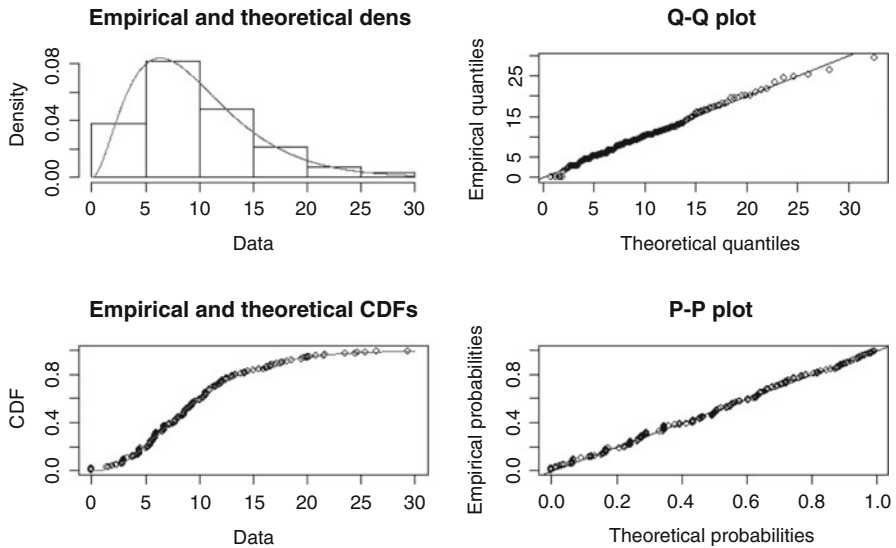 Empirical and theoretical dens
Density
0.00 0.04 0.08
0 5 10 15 20 25 30
Data
Q-Q plot
Empirical quantiles
0 5 15 25
0 5 10 15 20 25 30
Theoretical quantiles
Empirical and theoretical CDFs
CDF
0.0 0.4 0.8
0 5 10 15 20 25 30
Data
P-P plot
Empirical probabilities
0.0 0.4 0.8
0.0 0.2 0.4 0.6 0.8 1.0
Theoretical probabilities